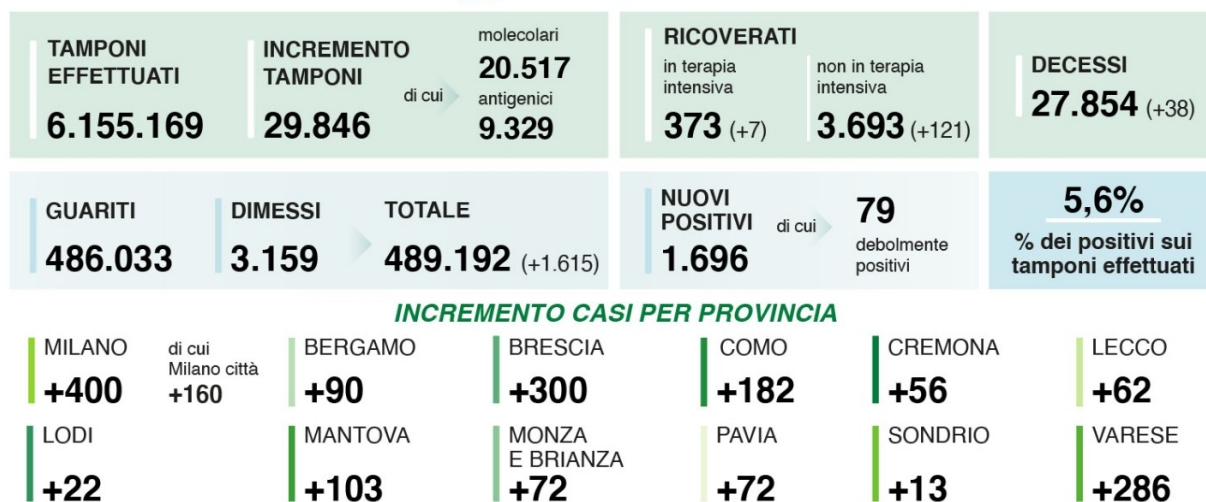 TAMPONI
EFFETTUATI
6.155.169
INCREMENTO
TAMPONI
29.846
di cui
molecolari
20.517
antigenici
9.329
RICOVERATI
in terapia
intensiva
373 (+7)
non in terapia
intensiva
3.693 (+121)
DECESSI
27.854 (+38)
GUARITI
486.033
DIMESSI
3.159
TOTALE
489.192 (+1.615)
NUOVI
POSITIVI
1.696
di cui
79
debolmente
positivi
5,6%
% dei positivi sui
tamponi effettuati
INCREMENTO CASI PER PROVINCIA
MILANO
+400
di cui
Milano città
+160
BERGAMO
+90
BRESCIA
+300
COMO
+182
CREMONA
+56
LECCO
+62
LODI
+22
MANTOVA
+103
MONZA
E BRIANZA
+72
PAVIA
+72
SONDRIO
+13
VARESE
+286